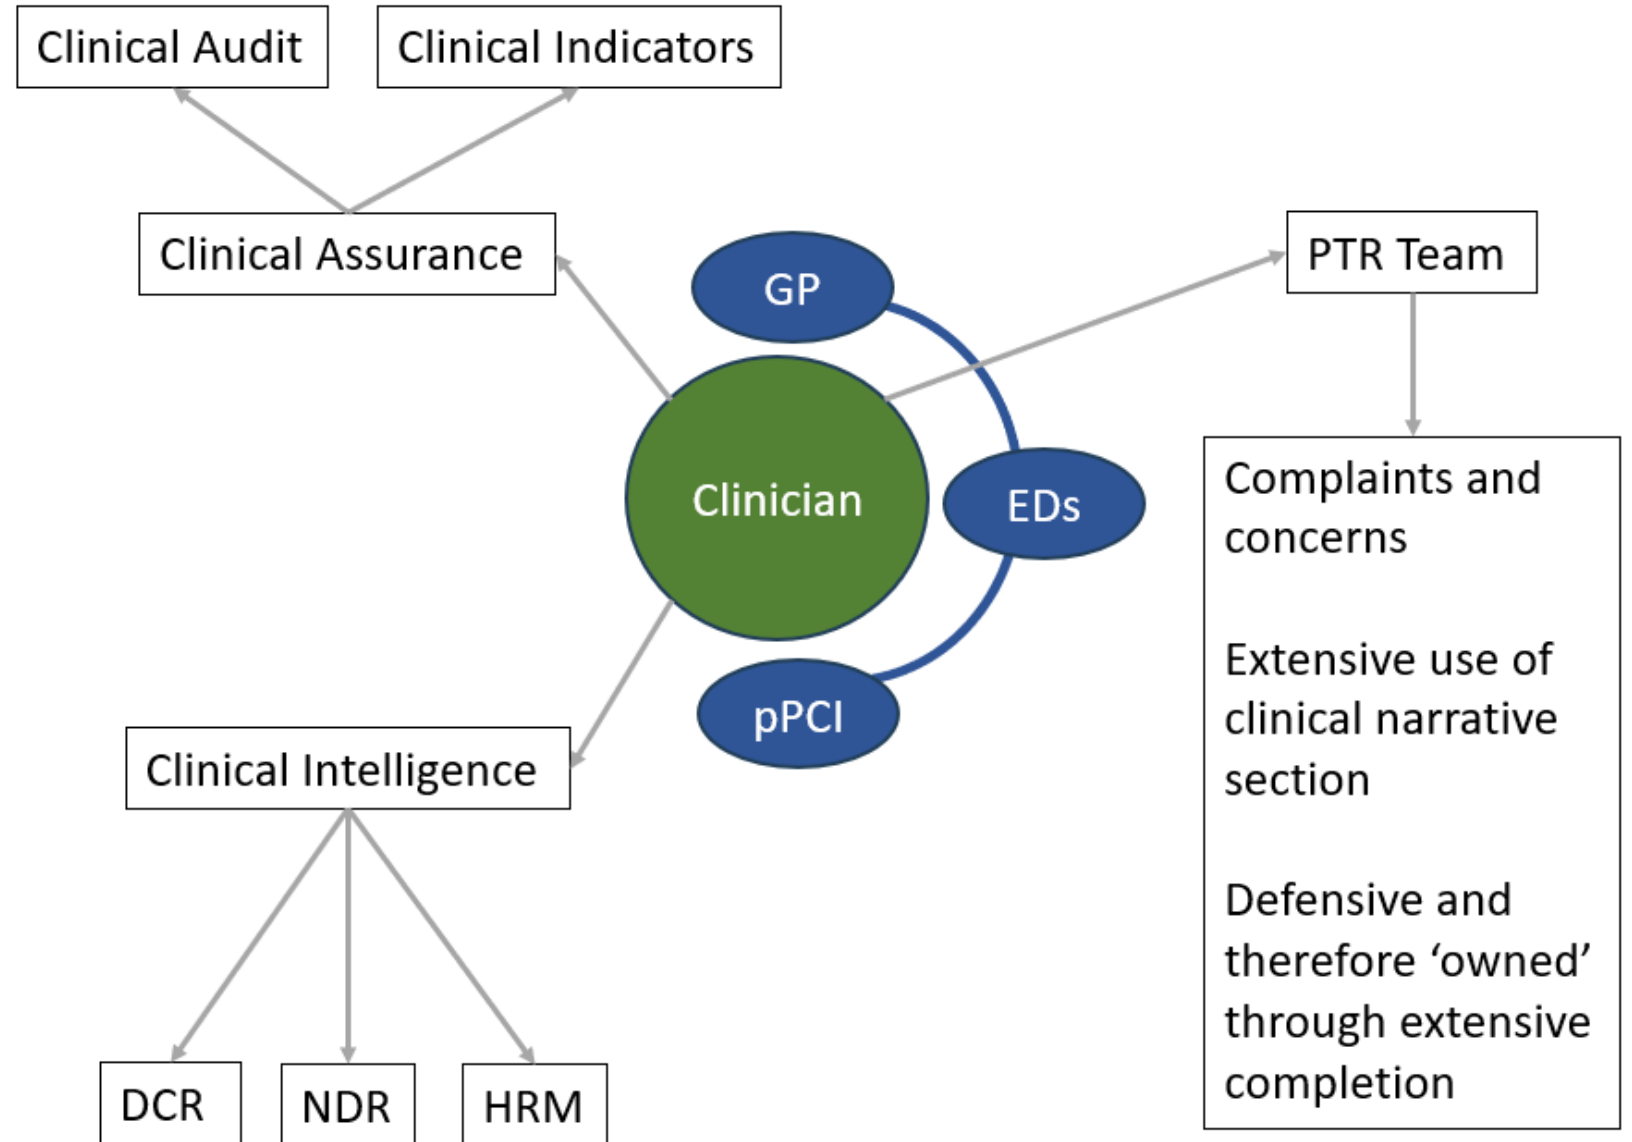 Clinical Audit
Clinical Indicators
Clinical Assurance
GP
PTR Team
Clinician
EDs
pPCI
Complaints and
concerns
Extensive use of
clinical narrative
section
Defensive and
therefore ‘owned’
through extensive
completion
Clinical Intelligence
DCR
NDR
HRM